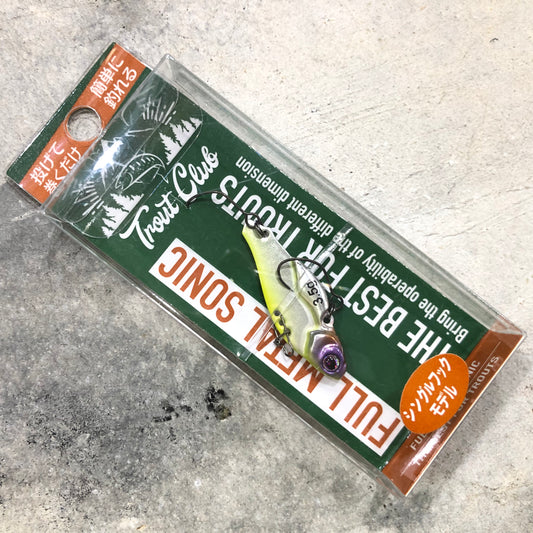 簡単に
釣れる
投げて
巻くだけ
Trout Club
FULL METAL SONIC
THE BEST FOR TROUTS
Bring the operability of the different dimension
3.5g
シングルフック
モデル